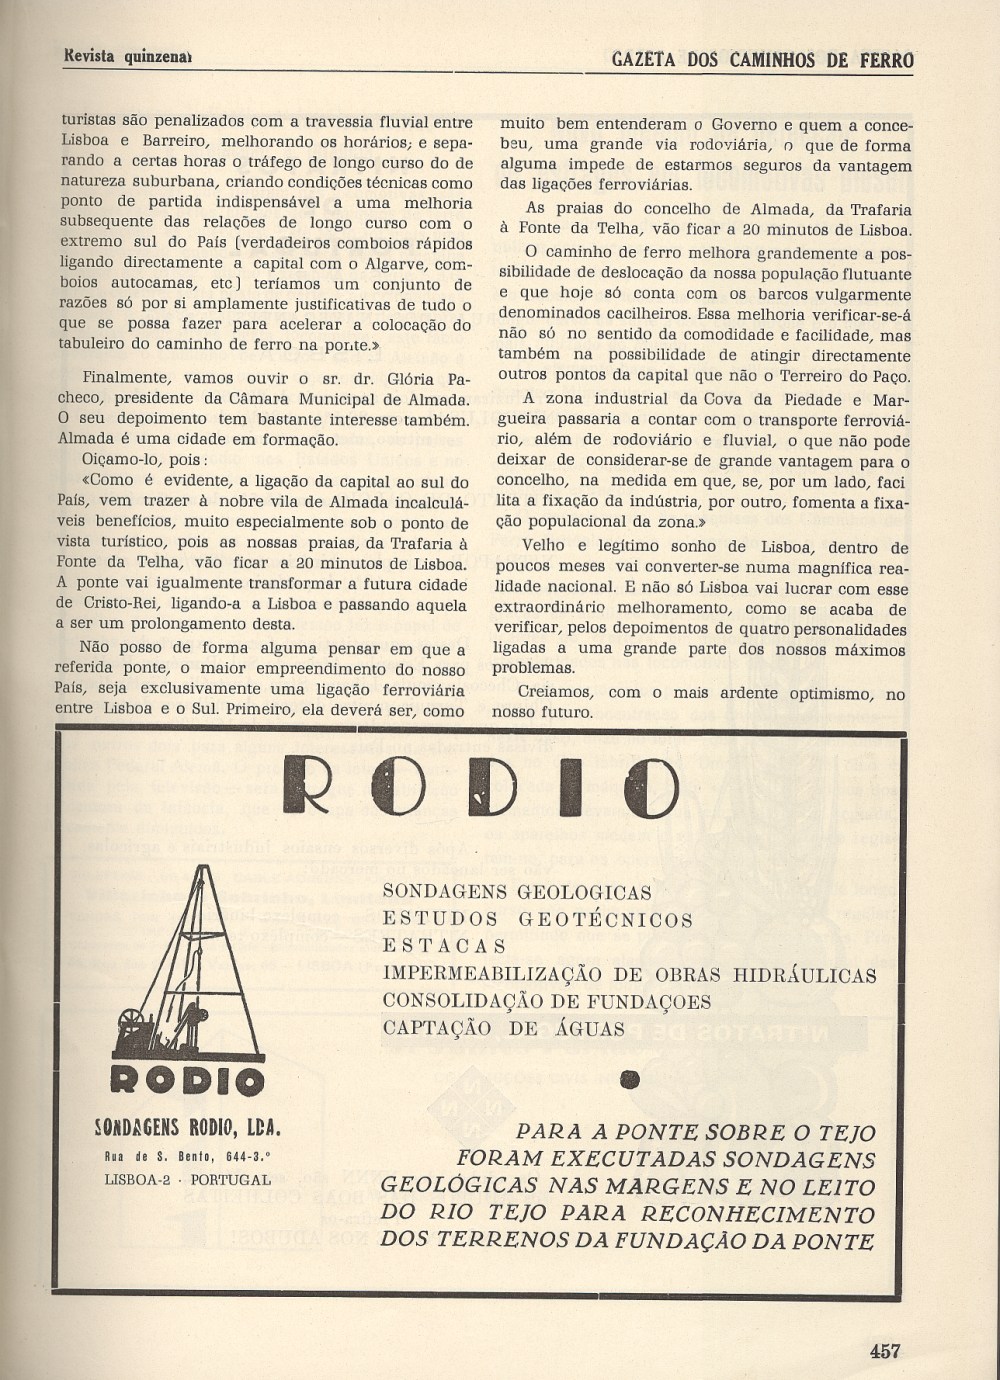 Revista quinzenal
GAZETA DOS CAMINHOS DE FERRO
turistas são penalizados com a travessia fluvial entre
Lisboa e Barreiro, melhorando os horários; e sepa-
rando a certas horas o tráfego de longo curso do de
natureza suburbana, criando condições técnicas como
ponto de partida indispensável a uma melhoria
subsequente das relações de longo curso com o
extremo sul do País (verdadeiros comboios rápidos
ligando directamente a capital com o Algarve, com-
boios autocamas, etc) teríamos um conjunto de
razões só por si amplamente justificativas de tudo o
que se possa fazer para acelerar a colocação do
tabuleiro do caminho de ferro na ponte.»
Finalmente, vamos ouvir o sr. dr. Glória Pa-
checo, presidente da Câmara Municipal de Almada.
O seu depoimento tem bastante interesse também.
Almada é uma cidade em formação.
Oiçamo-lo, pois :
«Como é evidente, a ligação da capital ao sul do
País, vem trazer à nobre vila de Almada incalculá-
veis benefícios, muito especialmente sob o ponto de
vista turístico, pois as nossas praias, da Trafaria à
Fonte da Telha, vão ficar a 20 minutos de Lisboa.
A ponte vai igualmente transformar a futura cidade
de Cristo-Rei, ligando-a a Lisboa e passando aquela
a ser um prolongamento desta.
Não posso de forma alguma pensar em que a
referida ponte, o maior empreendimento do nosso
País, seja exclusivamente uma ligação ferroviária
entre Lisboa e o Sul. Primeiro, ela deverá ser, como
muito bem entenderam o Governo e quem a conce-
beu, uma grande via rodoviária, o que de forma
alguma impede de estarmos seguros da vantagem
das ligações ferroviárias.
As praias do concelho de Almada, da Trafaria
à Fonte da Telha, vão ficar a 20 minutos de Lisboa.
O caminho de ferro melhora grandemente a pos-
sibilidade de deslocação da nossa população flutuante
e que hoje só conta com os barcos vulgarmente
denominados cacilheiros. Essa melhoria verificar-se-á
não só no sentido da comodidade e facilidade, mas
também na possibilidade de atingir directamente
outros pontos da capital que não o Terreiro do Paço.
A zona industrial da Cova da Piedade e Mar-
gueira passaria a contar com o transporte ferroviá-
rio, além de rodoviário e fluvial, o que não pode
deixar de considerar-se de grande vantagem para o
concelho, na medida em que, se, por um lado, faci
lita a fixação da indústria, por outro, fomenta a fixa-
ção populacional da zona.»
Velho e legítimo sonho de Lisboa, dentro de
poucos meses vai converter-se numa magnífica rea-
lidade nacional. E não só Lisboa vai lucrar com esse
extraordinário melhoramento, como se acaba de
verificar, pelos depoimentos de quatro personalidades
ligadas a uma grande parte dos nossos máximos
problemas.
Creiamos, com o mais ardente optimismo, no
nosso futuro.
RODIO
RODIO
SONDAGENS RODIO, LDA.
Rua de S. Bento, 644-3.º
LISBOA-2 · PORTUGAL
SONDAGENS GEOLOGICAS
ESTUDOS GEOTÉCNICOS
ESTACAS
IMPERMEABILIZAÇÃO DE OBRAS HIDRÁULICAS
CONSOLIDAÇÃO DE FUNDAÇOES
CAPTAÇÃO DE ÁGUAS
PARA A PONTE SOBRE O TEJO
FORAM EXECUTADAS SONDAGENS
GEOLÓGICAS NAS MARGENS E NO LEITO
DO RIO TEJO PARA RECONHECIMENTO
DOS TERRENOS DA FUNDAÇÃO DA PONTE
457